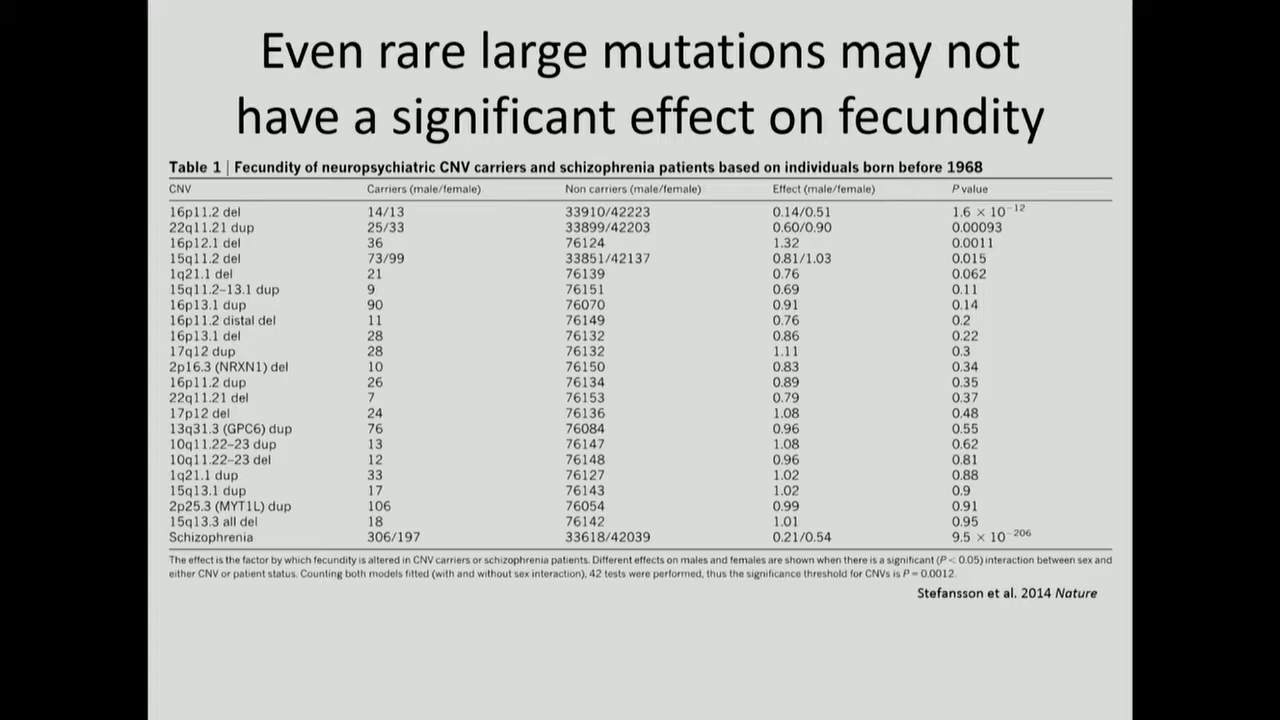 Even rare large mutations may not
have a significant effect on fecundity
Table 1 | Fecundity of neuropsychiatric CNV carriers and schizophrenia patients based on individuals born before 1968
CNV Carriers (male/female) Non carriers (male/female) Effect (male/female) P value
16p11.2 del 14/13 33910/42223 0.14/0.51 1.6 × 10⁻¹²
22q11.21 dup 25/33 33899/42203 0.60/0.90 0.00093
16p12.1 del 36 76124 1.32 0.0011
15q11.2 del 73/99 33851/42137 0.81/1.03 0.015
1q21.1 del 21 76139 0.76 0.062
15q11.2–13.1 dup 9 76151 0.69 0.11
16p13.1 dup 90 76070 0.91 0.14
16p11.2 distal del 11 76149 0.76 0.2
16p13.1 del 28 76132 0.86 0.22
17q12 dup 28 76132 1.11 0.3
2p16.3 (NRXN1) del 10 76150 0.83 0.34
16p11.2 dup 26 76134 0.89 0.35
22q11.21 del 7 76153 0.79 0.37
17p12 del 24 76136 1.08 0.48
13q31.3 (GPC6) dup 76 76084 0.96 0.55
10q11.22–23 dup 13 76147 1.08 0.62
10q11.22–23 del 12 76148 0.96 0.81
1q21.1 dup 33 76127 1.02 0.88
15q13.1 dup 17 76143 1.02 0.9
2p25.3 (MYT1L) dup 106 76054 0.99 0.91
15q13.3 all del 18 76142 1.01 0.95
Schizophrenia 306/197 33618/42039 0.21/0.54 9.5 × 10⁻²⁰⁶
The effect is the factor by which fecundity is altered in CNV carriers or schizophrenia patients. Different effects on males and females are shown when there is a significant (P < 0.05) interaction between sex and
either CNV or patient status. Counting both models fitted (with and without sex interaction), 42 tests were performed, thus the significance threshold for CNVs is P = 0.0012.
Stefansson et al. 2014 Nature